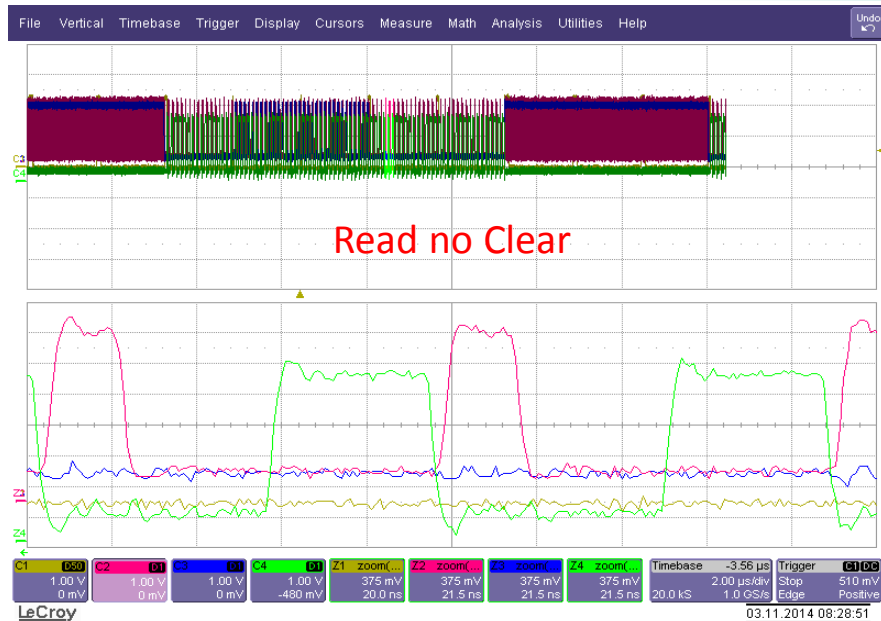 File Vertical Timebase Trigger Display Cursors Measure Math Analysis Utilities Help Undo
C3
C4
Read no Clear
Z3
Z4
C1 D50 C2 D1 C3 D1 C4 D1 Z1 zoom(... Z2 zoom(... Z3 zoom(... Z4 zoom(... Timebase -3.56 µs Trigger C1 DC
1.00 V 1.00 V 1.00 V 1.00 V 375 mV 375 mV 375 mV 375 mV 2.00 µs/div Stop 510 mV
0 mV 0 mV 0 mV -480 mV 20.0 ns 21.5 ns 21.5 ns 21.5 ns 20.0 kS 1.0 GS/s Edge Positive
LeCroy 03.11.2014 08:28:51